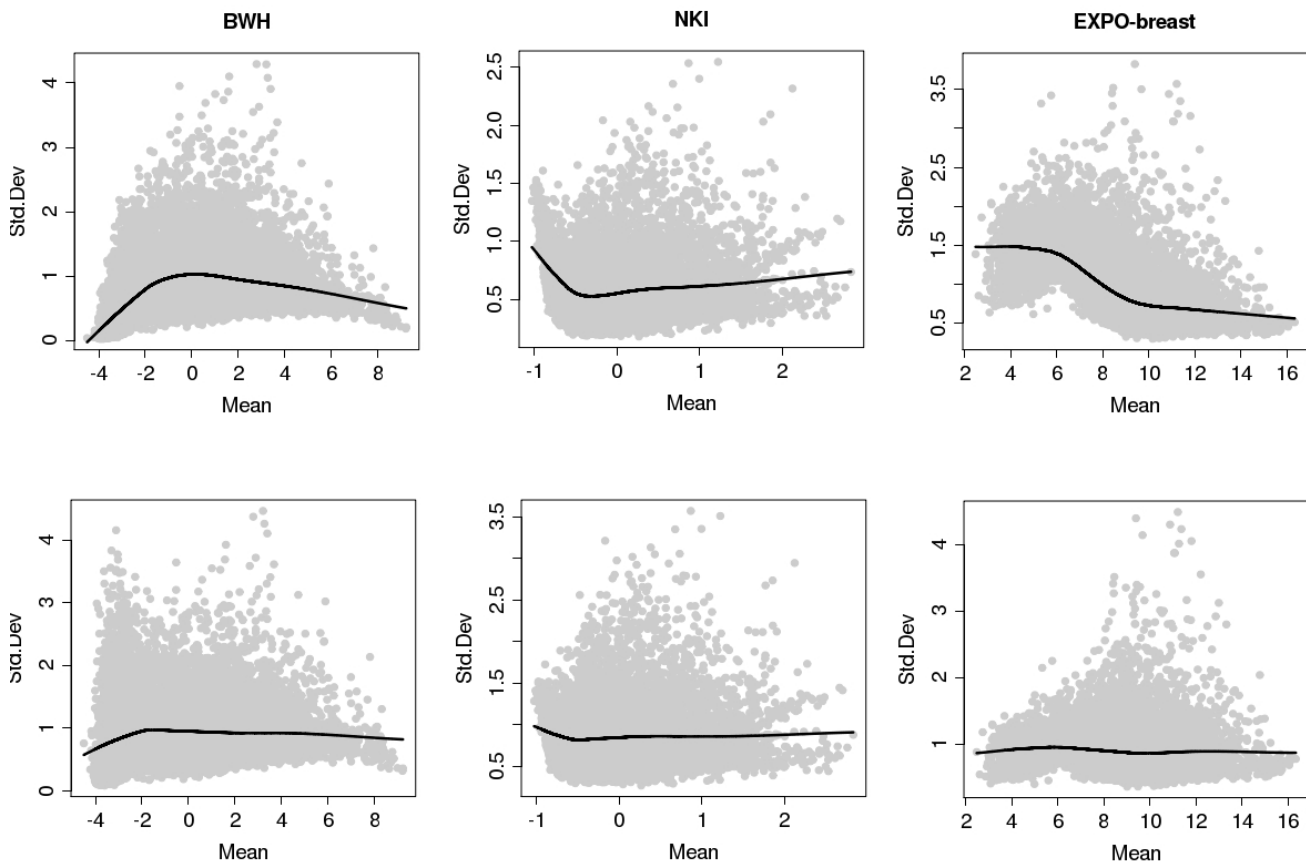 BWH
NKI
EXPO-breast
Std.Dev
0 1 2 3 4
-4 -2 0 2 4 6 8
Mean
Std.Dev
0.5 1.0 1.5 2.0 2.5
-1 0 1 2
Mean
Std.Dev
0.5 1.5 2.5 3.5
2 4 6 8 10 12 14 16
Mean
Std.Dev
0 1 2 3 4
-4 -2 0 2 4 6 8
Mean
Std.Dev
0.5 1.5 2.5 3.5
-1 0 1 2
Mean
Std.Dev
1 2 3 4
2 4 6 8 10 12 14 16
Mean